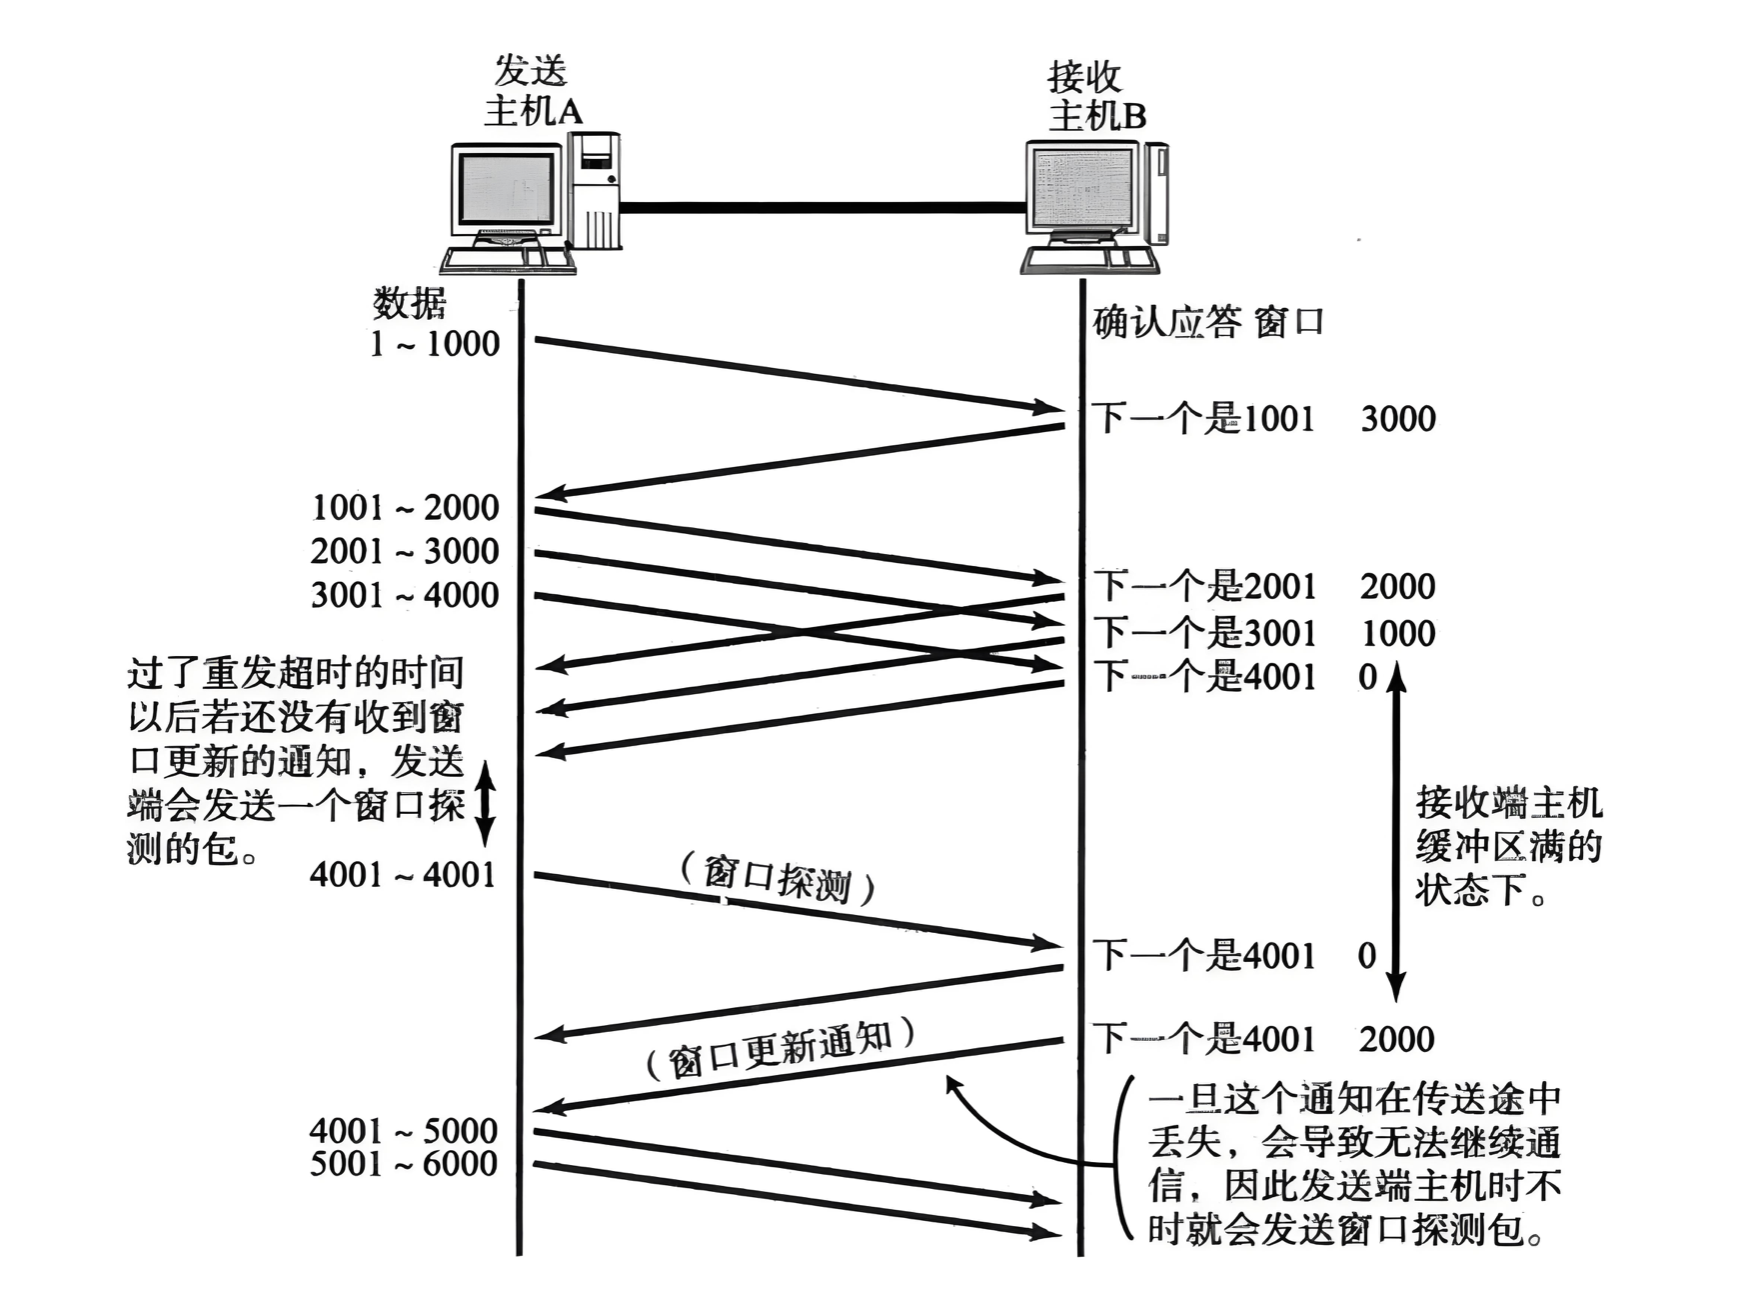 发送
主机A
接收
主机B
数据
1 ~ 1000
确认应答 窗口
下一个是1001 3000
1001 ~ 2000
2001 ~ 3000
3001 ~ 4000
下一个是2001 2000
下一个是3001 1000
下一个是4001 0
过了重发超时的时间
以后若还没有收到窗
口更新的通知，发送
端会发送一个窗口探
测的包。
接收端主机
缓冲区满的
状态下。
4001 ~ 4001
（窗口探测）
下一个是4001 0
（窗口更新通知）
下一个是4001 2000
4001 ~ 5000
5001 ~ 6000
一旦这个通知在传送途中
丢失，会导致无法继续通
信，因此发送端主机时不
时就会发送窗口探测包。